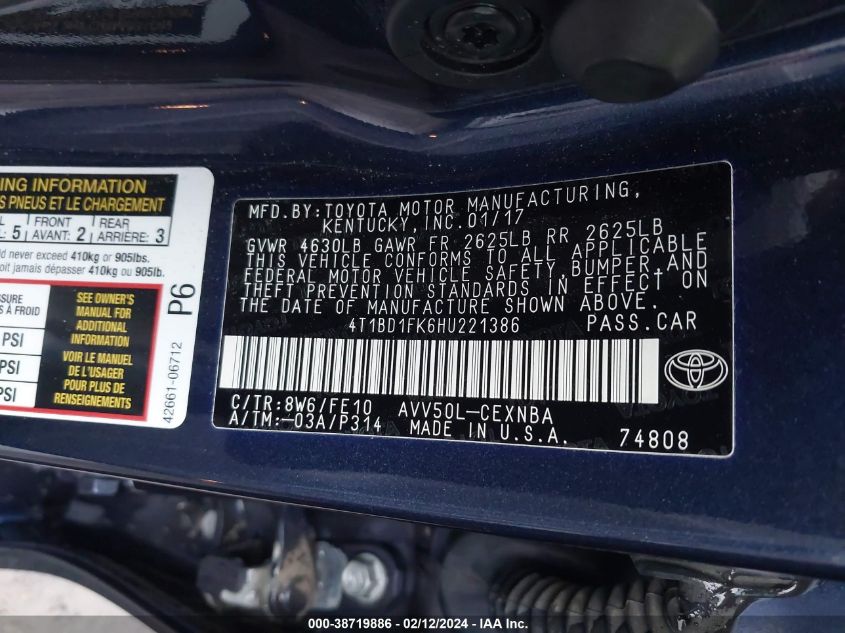 ING INFORMATION
S PNEUS ET LE CHARGEMENT
L 5 FRONT AVANT: 2 REAR ARRIÈRE: 3
d never exceed 410kg or 905lbs.
oit jamais dépasser 410kg ou 905lb.
SSURE
S À FROID
PSI
PSI
SEE OWNER'S
MANUAL FOR
ADDITIONAL
INFORMATION
VOIR LE MANUEL
DE L'USAGER
POUR PLUS DE
RENSEIGNEMENTS
P6
42661-06712
MFD.BY:TOYOTA MOTOR MANUFACTURING,
KENTUCKY,INC.01/17
GVWR 4630LB GAWR FR 2625LB RR 2625LB
THIS VEHICLE CONFORMS TO ALL APPLICABLE
FEDERAL MOTOR VEHICLE SAFETY,BUMPER,AND
THEFT PREVENTION STANDARDS IN EFFECT ON
THE DATE OF MANUFACTURE SHOWN ABOVE.
4T1BD1FK6HU221386 PASS.CAR
C/TR:8W6/FE10 AVV50L-CEXNBA
A/TM:-03A/P314 MADE IN U.S.A. 74808
000-38719886 - 02/12/2024 - IAAI.com